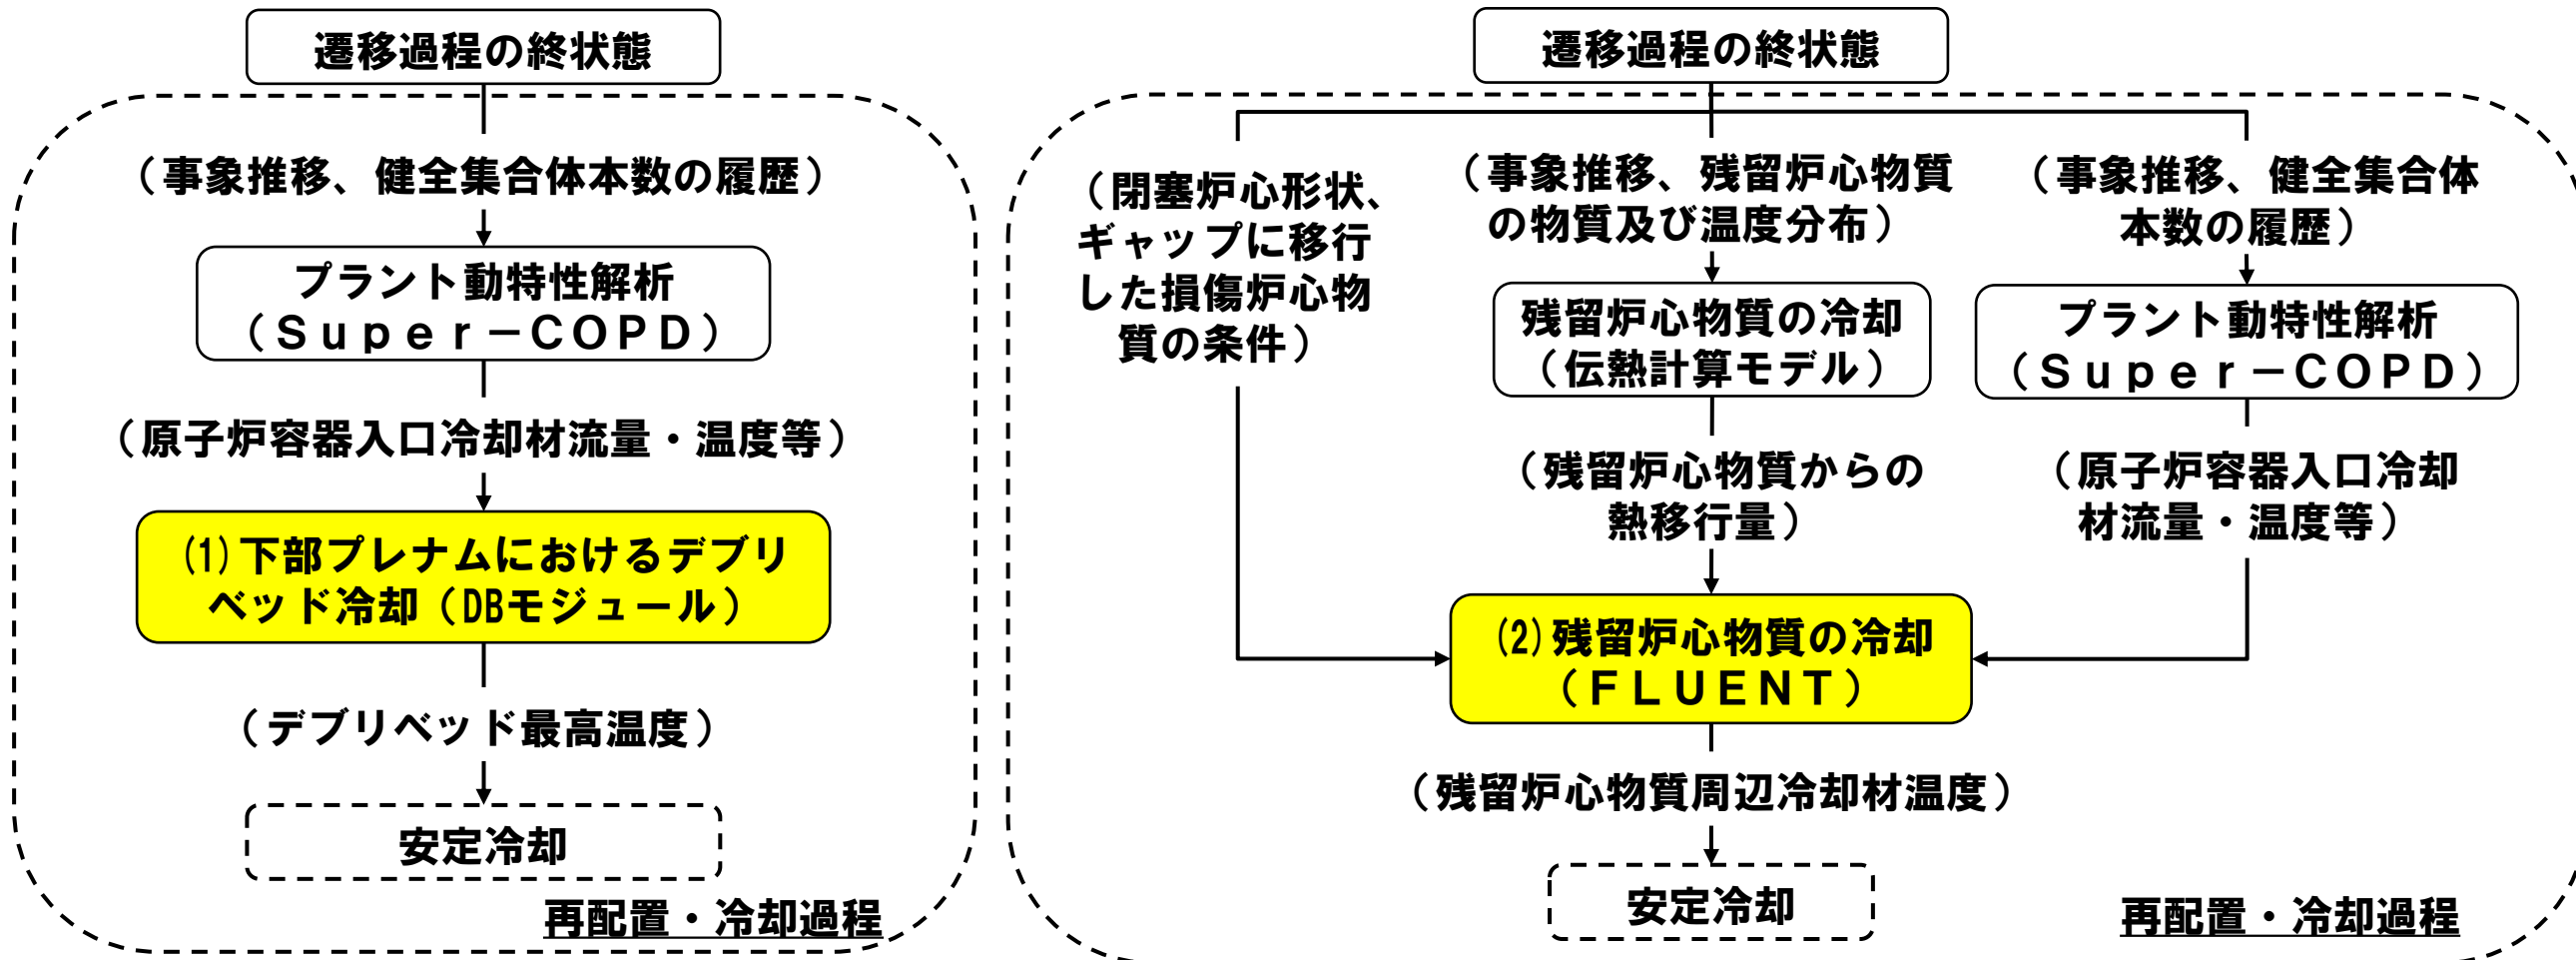 遷移過程の終状態
（事象推移、健全集合体本数の履歴）
プラント動特性解析
（Ｓｕｐｅｒ－ＣＯＰＤ）
（原子炉容器入口冷却材流量・温度等）
(1)下部プレナムにおけるデブリ
ベッド冷却（DBモジュール）
（デブリベッド最高温度）
安定冷却
再配置・冷却過程
遷移過程の終状態
（閉塞炉心形状、
ギャップに移行
した損傷炉心物
質の条件）
（事象推移、残留炉心物質
の物質及び温度分布）
残留炉心物質の冷却
（伝熱計算モデル）
（残留炉心物質からの
熱移行量）
（事象推移、健全集合体
本数の履歴）
プラント動特性解析
（Ｓｕｐｅｒ－ＣＯＰＤ）
（原子炉容器入口冷却
材流量・温度等）
(2)残留炉心物質の冷却
（ＦＬＵＥＮＴ）
（残留炉心物質周辺冷却材温度）
安定冷却
再配置・冷却過程